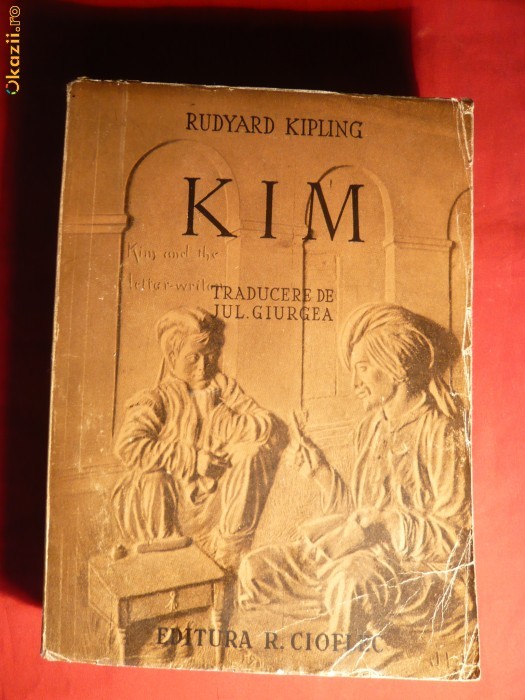 Okazii.ro
RUDYARD KIPLING
KIM
Kim and the
letter-writer
TRADUCERE DE
JUL. GIURGEA
EDITURA R. CIOFLEC